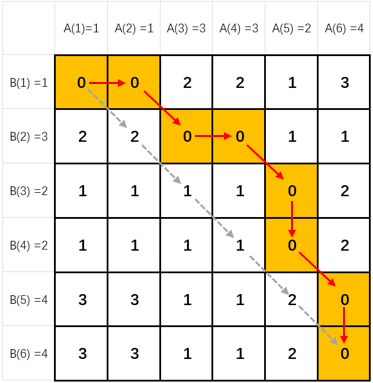 A(1)=1 A(2) =1 A(3) =3 A(4) =3 A(5) =2 A(6) =4
B(1) =1 0 0 2 2 1 3
B(2) =3 2 2 0 0 1 1
B(3) =2 1 1 1 1 0 2
B(4) =2 1 1 1 1 0 2
B(5) =4 3 3 1 1 2 0
B(6) =4 3 3 1 1 2 0